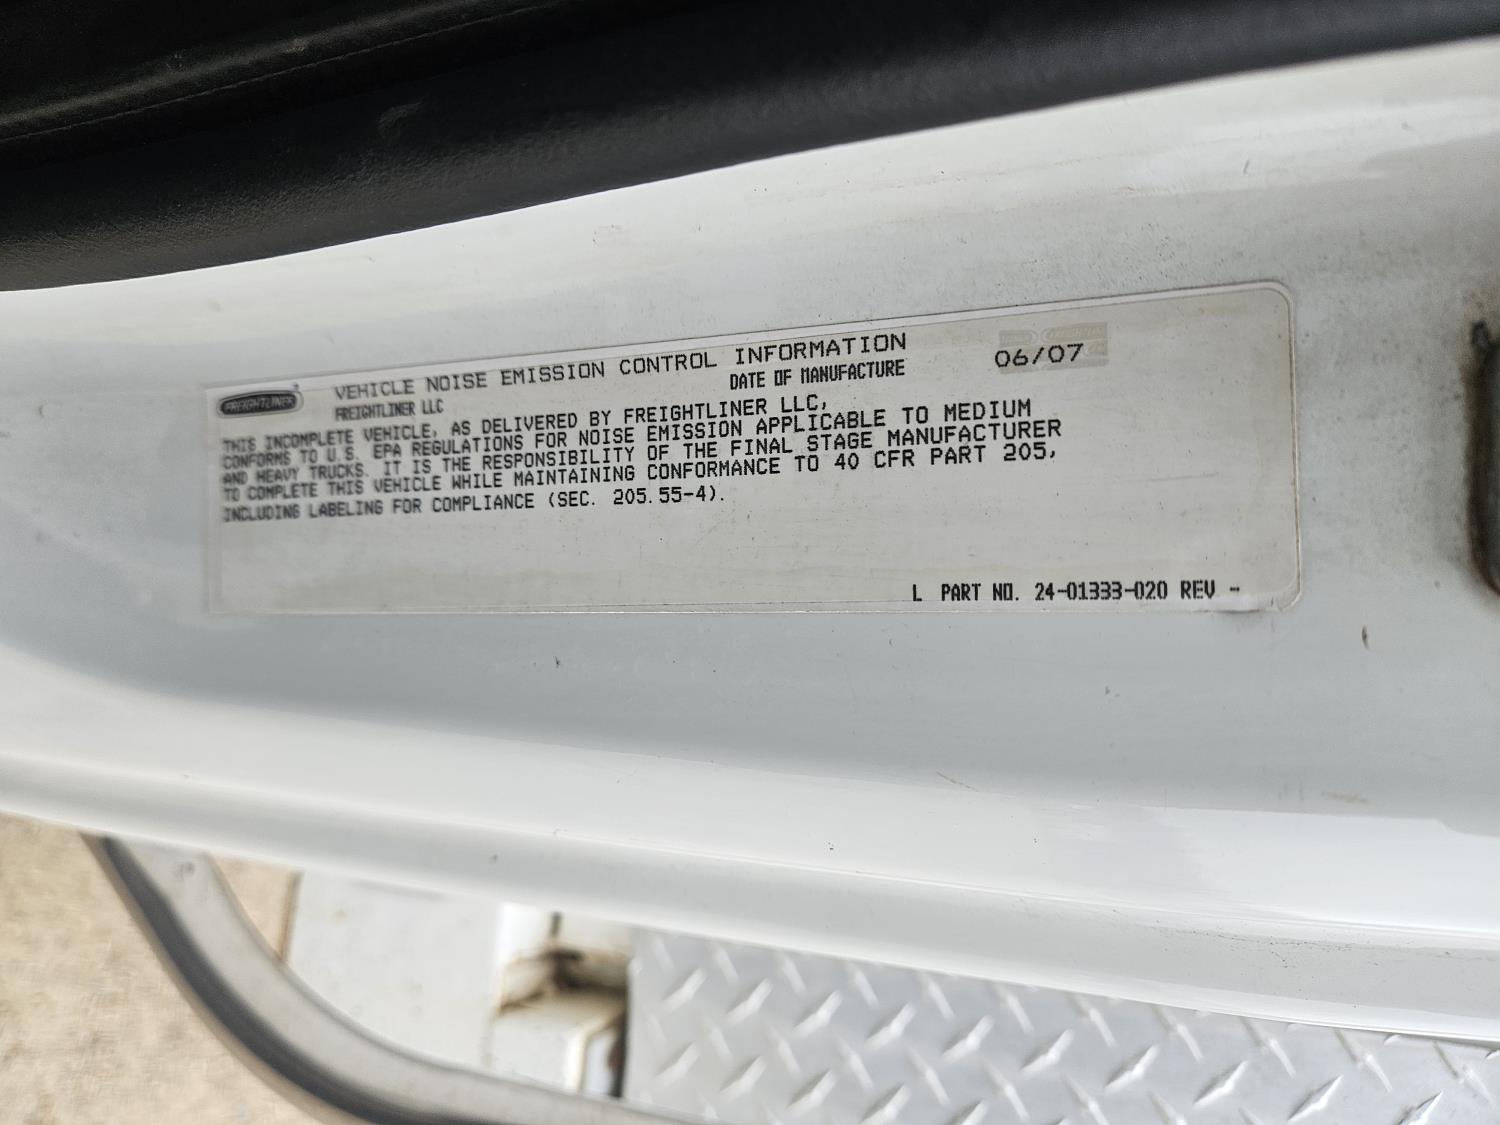 FREIGHTLINER
VEHICLE NOISE EMISSION CONTROL INFORMATION
FREIGHTLINER LLC
DATE OF MANUFACTURE 06/07
THIS INCOMPLETE VEHICLE, AS DELIVERED BY FREIGHTLINER LLC,
CONFORMS TO U.S. EPA REGULATIONS FOR NOISE EMISSION APPLICABLE TO MEDIUM
AND HEAVY TRUCKS. IT IS THE RESPONSIBILITY OF THE FINAL STAGE MANUFACTURER
TO COMPLETE THIS VEHICLE WHILE MAINTAINING CONFORMANCE TO 40 CFR PART 205,
INCLUDING LABELING FOR COMPLIANCE (SEC. 205.55-4).
L PART NO. 24-01333-020 REV -